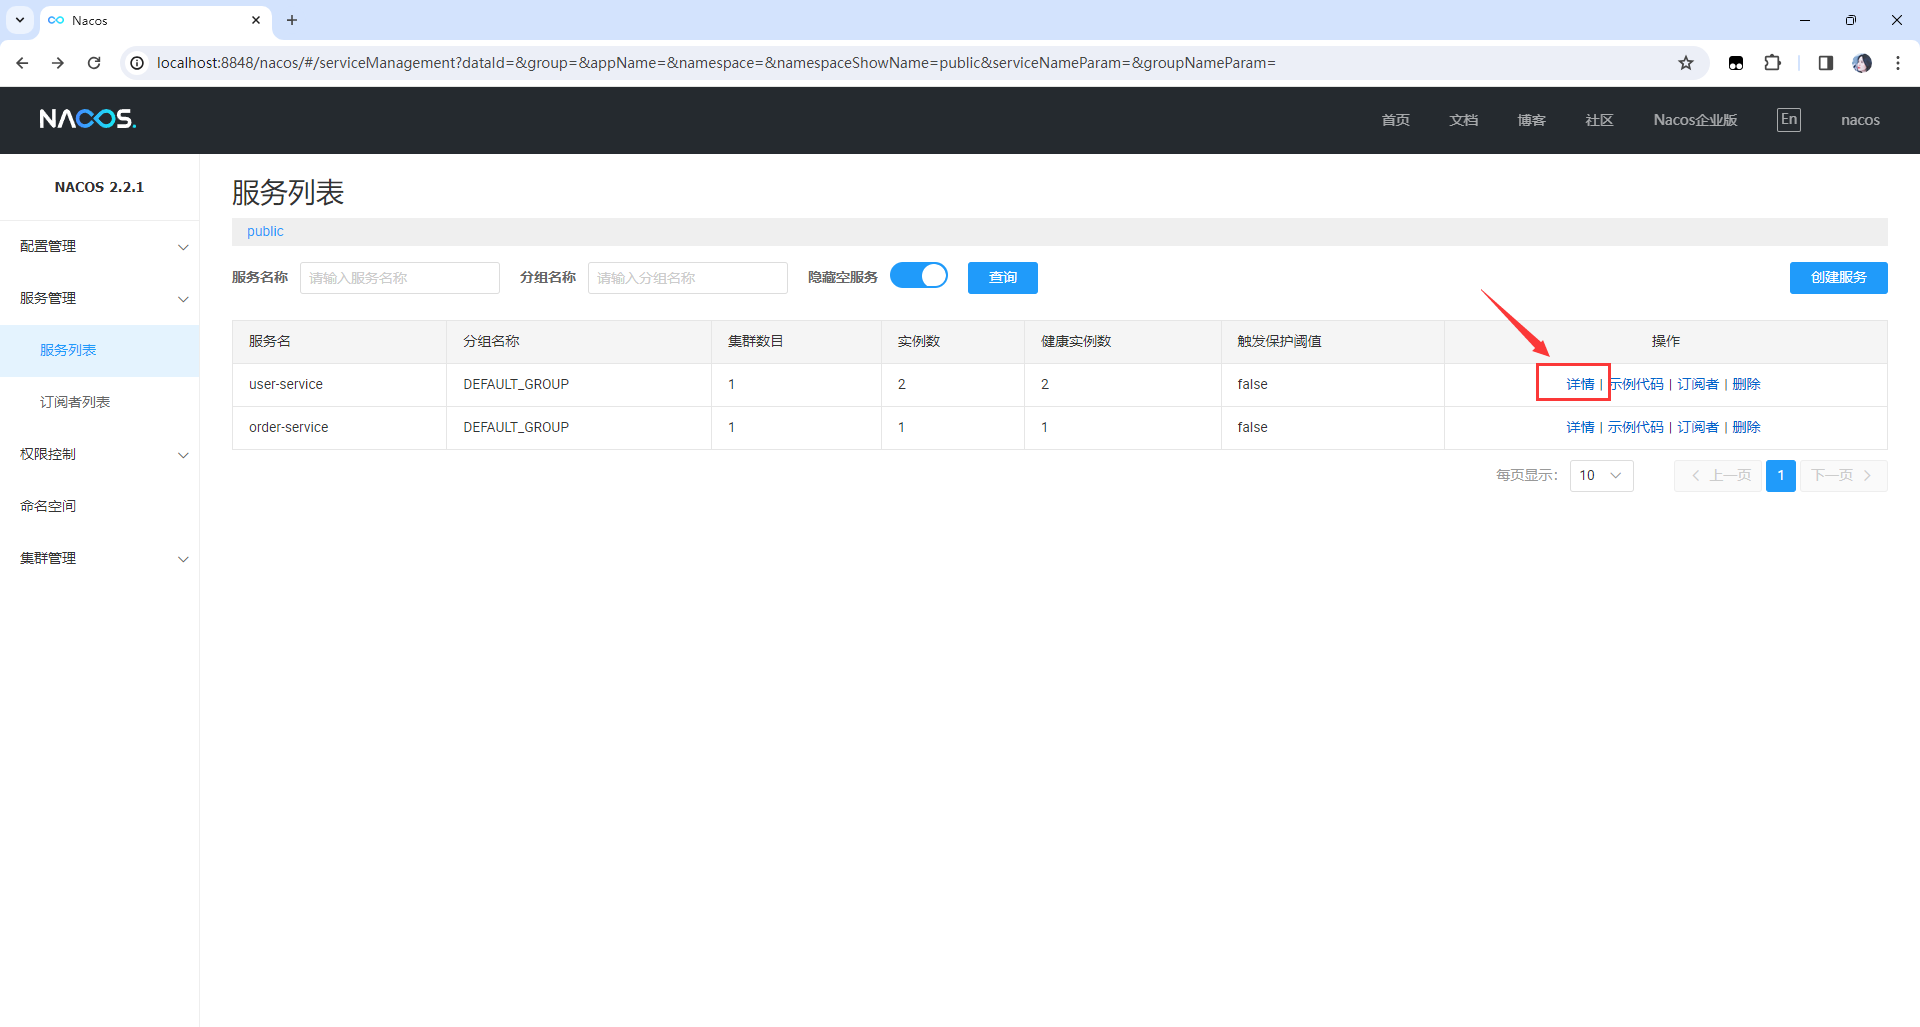 Nacos
localhost:8848/nacos/#/serviceManagement?dataId=&group=&appName=&namespace=&namespaceShowName=public&serviceNameParam=&groupNameParam=
NACOS.
首页 文档 博客 社区 Nacos企业版 En nacos
NACOS 2.2.1
配置管理
服务管理
服务列表
订阅者列表
权限控制
命名空间
集群管理
服务列表
public
服务名称 请输入服务名称 分组名称 请输入分组名称 隐藏空服务 查询 创建服务
服务名 分组名称 集群数目 实例数 健康实例数 触发保护阈值 操作
user-service DEFAULT_GROUP 1 2 2 false 详情 | 示例代码 | 订阅者 | 删除
order-service DEFAULT_GROUP 1 1 1 false 详情 | 示例代码 | 订阅者 | 删除
每页显示: 10 上一页 1 下一页